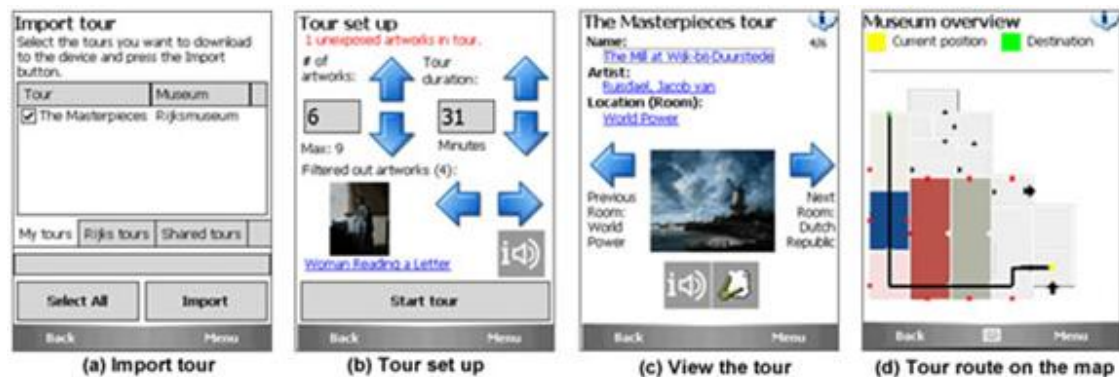 Import tour
Select the tours you want to download
to the device and press the Import
button.
Tour Museum
The Masterpieces Rijksmuseum
My tours Rijks tours Shared tours
Select All Import
Back Menu
(a) Import tour
Tour set up
1 unexposed artworks in tour.
# of
artworks:
Tour
duration:
6
31
Max: 9
Minutes
Filtered out artworks (4):
Woman Reading a Letter
i
Start tour
Back Menu
(b) Tour set up
The Masterpieces tour
i
Name:
4/6
The Mill at Wijk-bij-Duurstede
Artist:
Ruisdael, Jacob van
Location (Room):
World Power
Previous
Room:
World
Power
Next
Room:
Dutch
Republic
i
Back Menu
(c) View the tour
Museum overview
i
Current position Destination
Back Menu
(d) Tour route on the map